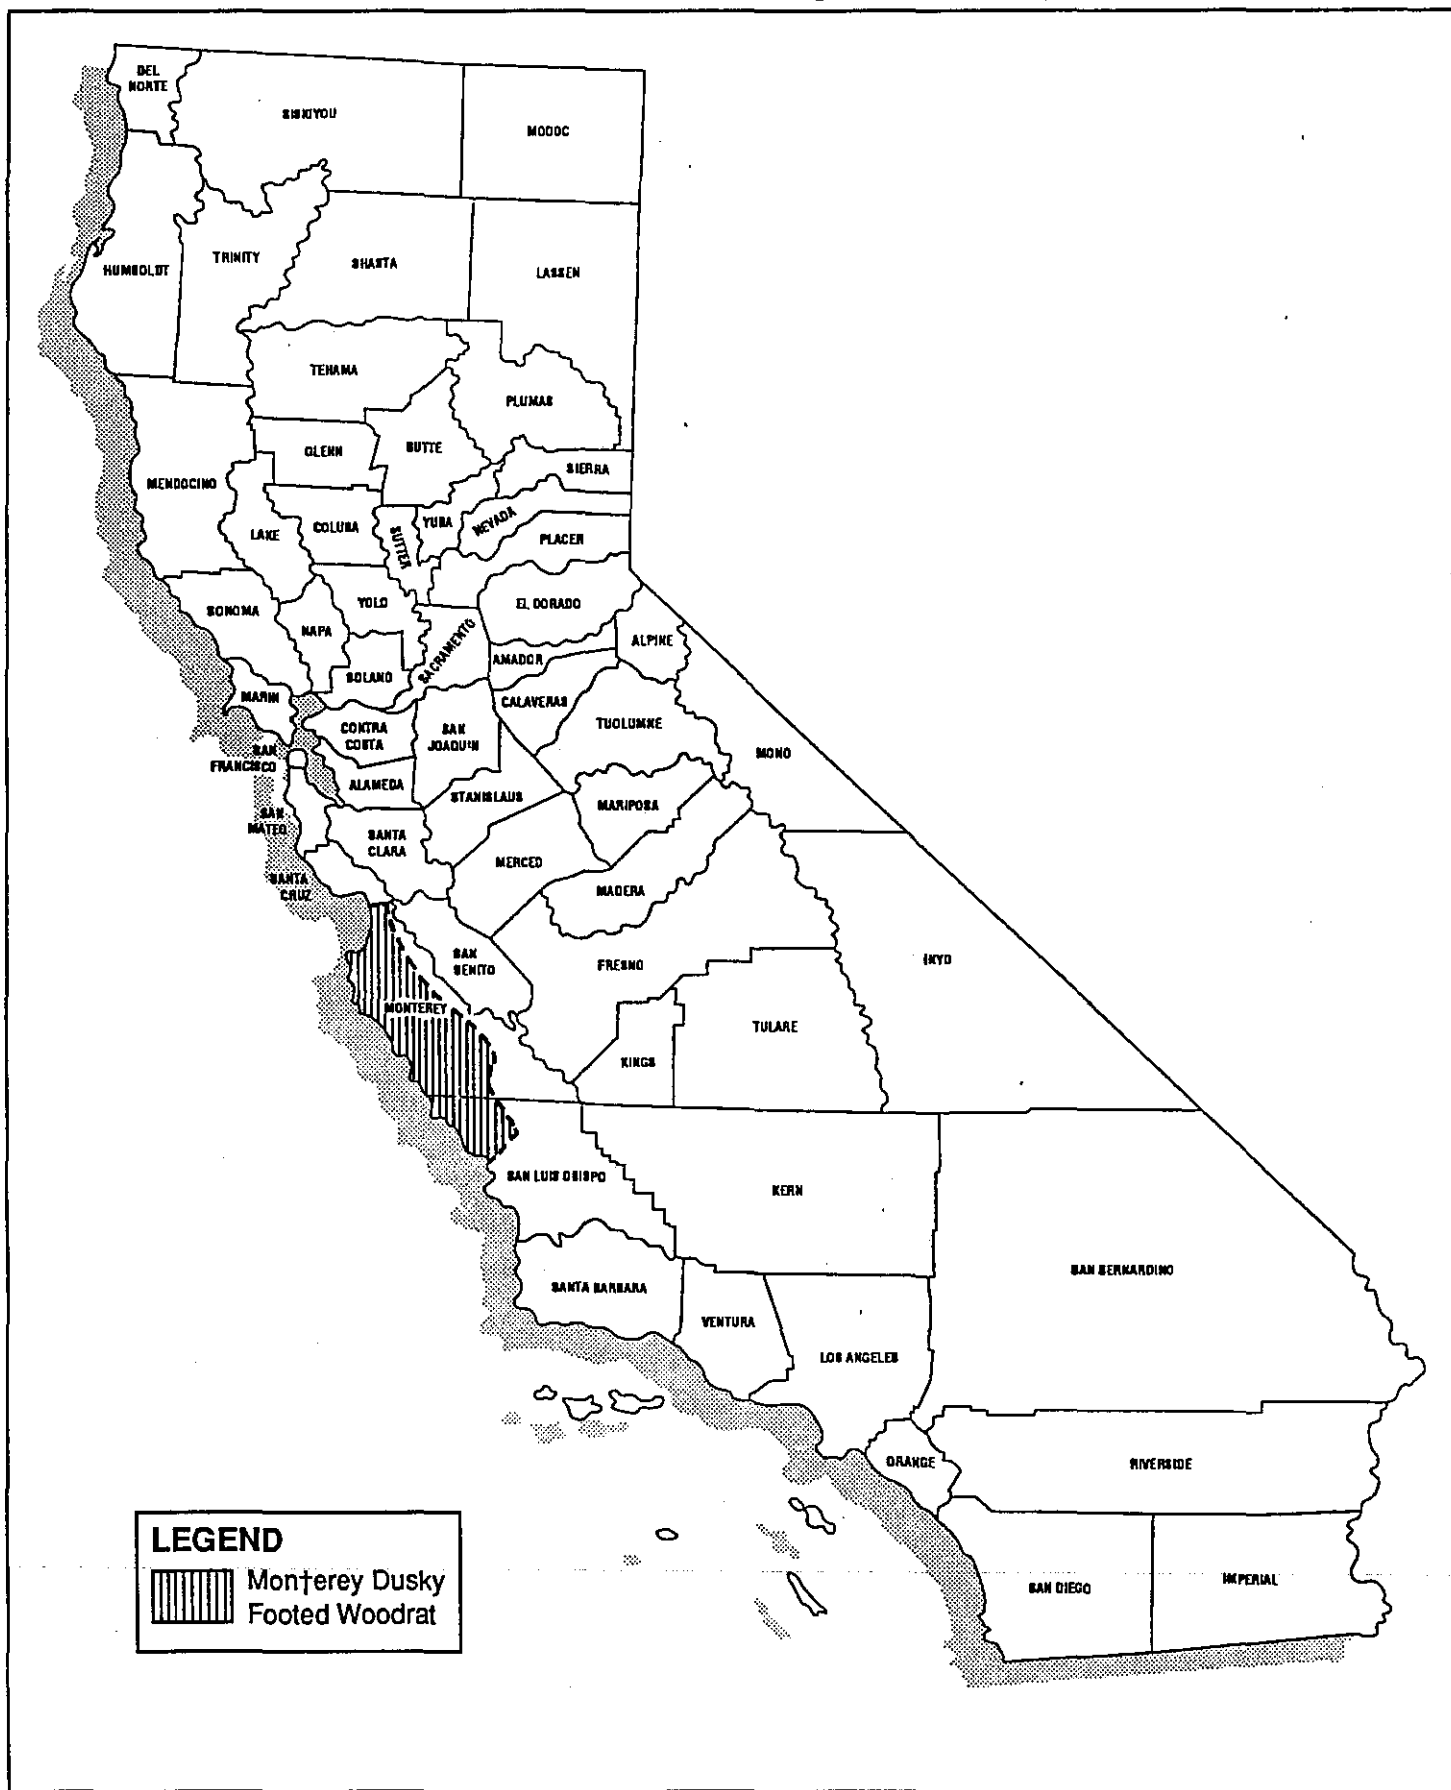 DEL
NORTE
SISKIYOU
MODOC
HUMBOLDT
TRINITY
SHASTA
LASSEN
TEHAMA
PLUMAS
GLENN
BUTTE
SIERRA
MENDOCINO
LAKE
COLUSA
SUTTER
YUBA
NEVADA
PLACER
SONOMA
NAPA
YOLO
EL DORADO
SACRAMENTO
ALPINE
AMADOR
SOLANO
MARIN
CALAVERAS
CONTRA
COSTA
SAN
JOAQUIN
TUOLUMNE
MONO
SAN
FRANCISCO
ALAMEDA
STANISLAUS
MARIPOSA
SAN
MATEO
SANTA
CLARA
MERCED
MADERA
SANTA
CRUZ
SAN
BENITO
FRESNO
INYO
MONTEREY
KINGS
TULARE
SAN LUIS OBISPO
KERN
SANTA BARBARA
VENTURA
LOS ANGELES
SAN BERNARDINO
ORANGE
RIVERSIDE
SAN DIEGO
IMPERIAL
LEGEND
Monterey Dusky
Footed Woodrat